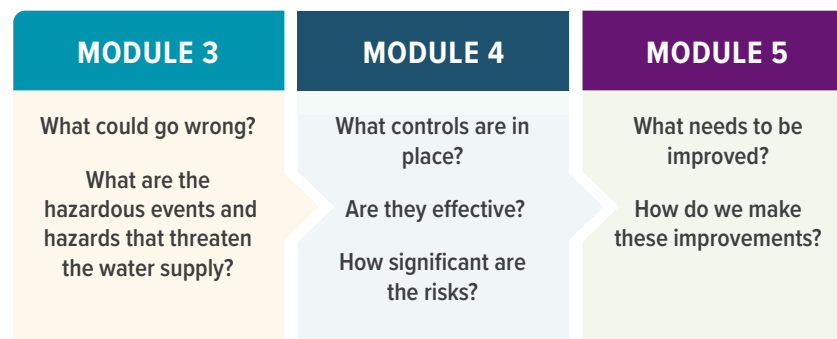 MODULE 3
What could go wrong?
What are the
hazardous events and
hazards that threaten
the water supply?
MODULE 4
What controls are in
place?
Are they effective?
How significant are
the risks?
MODULE 5
What needs to be
improved?
How do we make
these improvements?